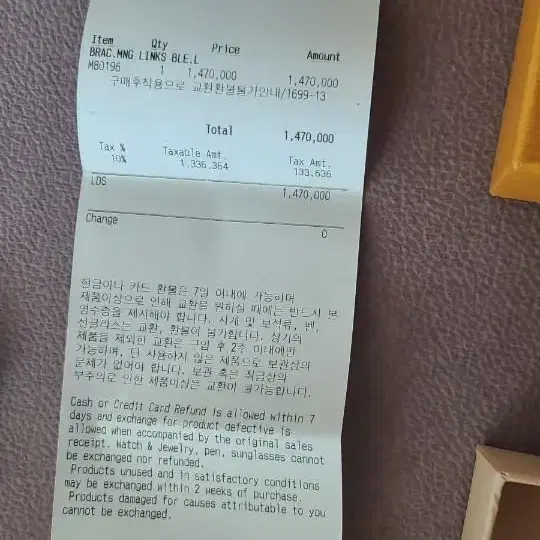 Item Qty Price Amount
BRAC.MNG LINKS BLE.L
M80196 1 1,470,000 1,470,000
구매후착용으로 교환환불불가안내/1699-13
Total 1,470,000
Tax % Taxable Amt. Tax Amt.
10% 1,336,364 133,636
LDS 1,470,000
Change 0
현금이나 카드 환불은 7일 이내에 가능하며
제품이상으로 인해 교환을 원하실 때에는 반드시 본
영수증을 제시해야 합니다. 시계 및 보석류, 펜,
선글라스는 교환, 환불이 불가합니다. 상기의
제품을 제외한 교환은 구입 후 2주 이내에만
가능하며, 단 사용하지 않은 제품으로 보관상의
문제가 없어야 합니다. 보관 혹은 취급상의
부주의로 인한 제품이상은 교환이 불가능합니다.
Cash or Credit Card Refund is allowed within 7
days and exchange for product defective is
allowed when accompanied by the original sales
receipt. Watch & Jewelry, pen, sunglasses cannot
be exchanged nor refunded.
Products unused and in satisfactory conditions
may be exchanged within 2 weeks of purchase.
Products damaged for causes attributable to you
cannot be exchanged.